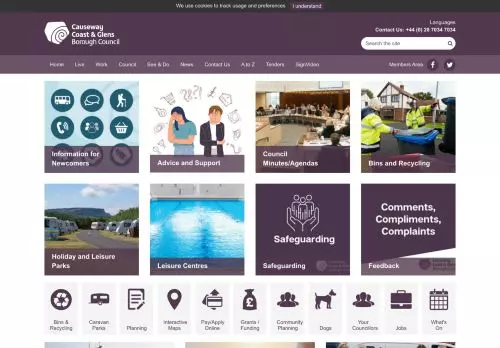 We use cookies to track usage and preferences I understand
Causeway
Coast & Glens
Borough Council
Languages
Contact Us: +44 (0) 28 7034 7034
Search the site
Home Live Work Council See & Do News Contact Us A to Z Tenders SignVideo Members Area
Information for
Newcomers
Advice and Support
Council
Minutes/Agendas
Bins and Recycling
Holiday and Leisure
Parks
Leisure Centres
Safeguarding
Safeguarding
Comments,
Compliments,
Complaints
Feedback
Bins &
Recycling
Caravan
Parks
Planning
Interactive
Maps
Pay/Apply
Online
Grants /
Funding
Community
Planning
Dogs
Your
Councillors
Jobs
What's
On